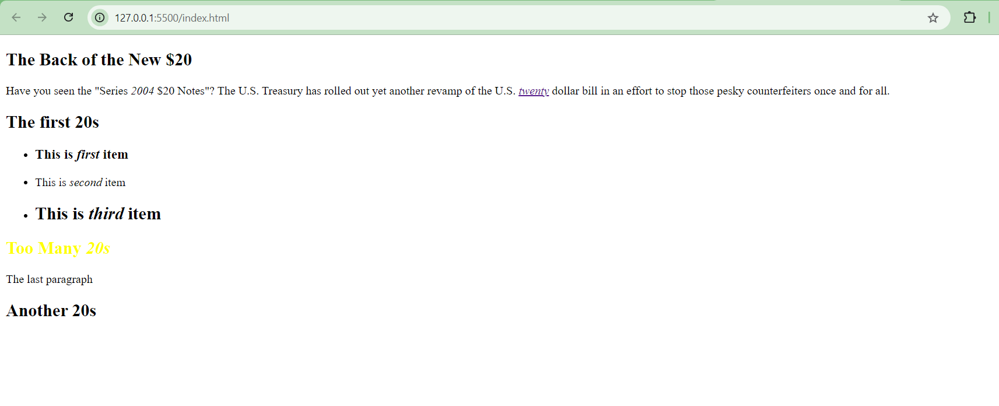 127.0.0.1:5500/index.html
The Back of the New $20
Have you seen the "Series 2004 $20 Notes"? The U.S. Treasury has rolled out yet another revamp of the U.S. twenty dollar bill in an effort to stop those pesky counterfeiters once and for all.
The first 20s
This is first item
This is second item
This is third item
Too Many 20s
The last paragraph
Another 20s